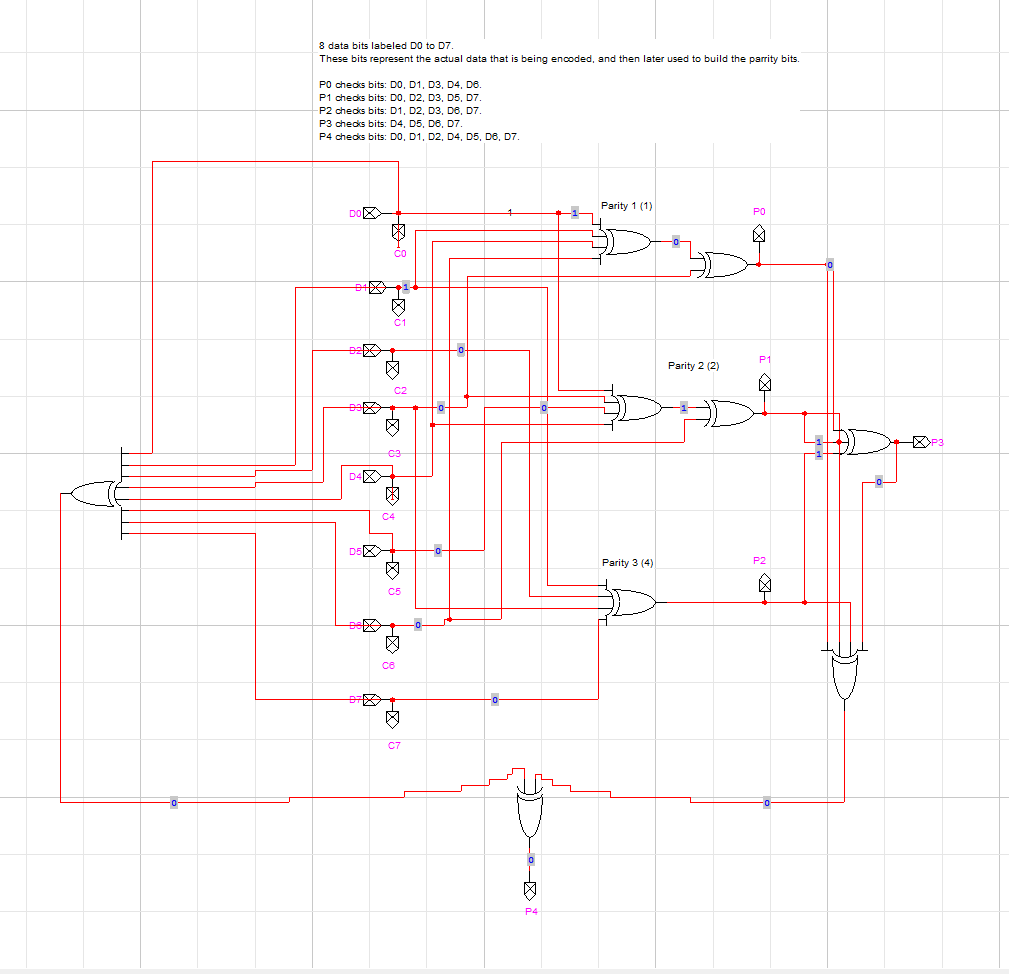 8 data bits labeled D0 to D7.
These bits represent the actual data that is being encoded, and then later used to build the parrity bits.
P0 checks bits: D0, D1, D3, D4, D6.
P1 checks bits: D0, D2, D3, D5, D7.
P2 checks bits: D1, D2, D3, D6, D7.
P3 checks bits: D4, D5, D6, D7.
P4 checks bits: D0, D1, D2, D4, D5, D6, D7.
Parity 1 (1)
P0
D0
1
1
C0
0
0
D1
1
C1
D2
0
P1
Parity 2 (2)
C2
D3
0
0
1
1
P3
1
C3
D4
0
C4
D5
0
Parity 3 (4)
P2
C5
D6
0
C6
D7
0
C7
0
0
0
P4